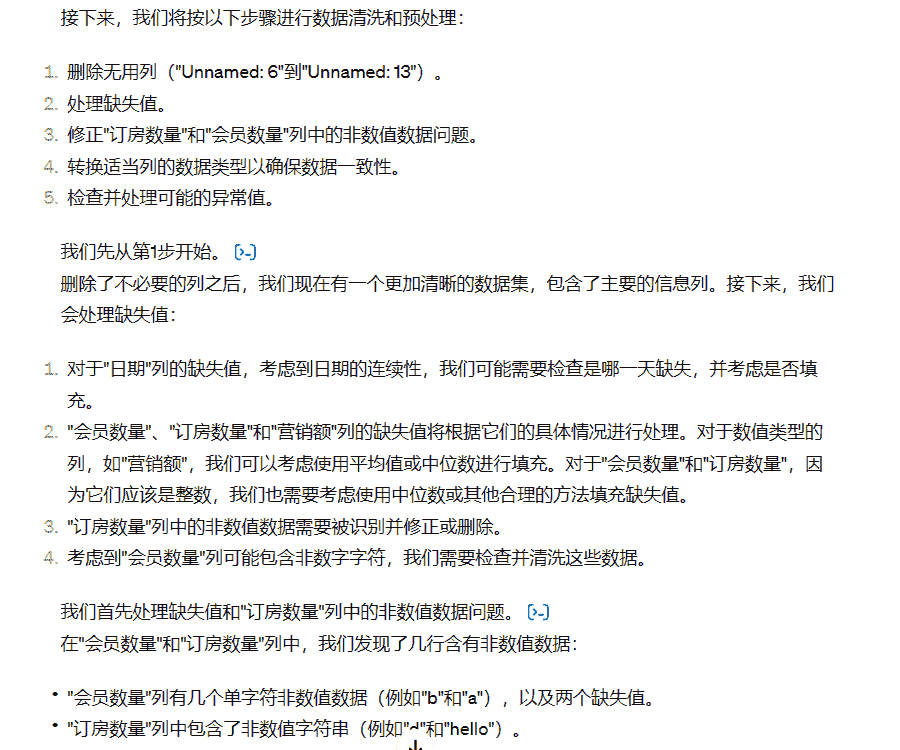 接下来，我们将按以下步骤进行数据清洗和预处理：
1. 删除无用列（"Unnamed: 6"到"Unnamed: 13"）。
2. 处理缺失值。
3. 修正"订房数量"和"会员数量"列中的非数值数据问题。
4. 转换适当列的数据类型以确保数据一致性。
5. 检查并处理可能的异常值。
我们先从第1步开始。 [>-]
删除了不必要的列之后，我们现在有一个更加清晰的数据集，包含了主要的信息列。接下来，我们
会处理缺失值：
1. 对于"日期"列的缺失值，考虑到日期的连续性，我们可能需要检查是哪一天缺失，并考虑是否填
充。
2. "会员数量"、"订房数量"和"营销额"列的缺失值将根据它们的具体情况进行处理。对于数值类型的
列，如"营销额"，我们可以考虑使用平均值或中位数进行填充。对于"会员数量"和"订房数量"，因
为它们应该是整数，我们也需要考虑使用中位数或其他合理的方法填充缺失值。
3. "订房数量"列中的非数值数据需要被识别并修正或删除。
4. 考虑到"会员数量"列可能包含非数字字符，我们需要检查并清洗这些数据。
我们首先处理缺失值和"订房数量"列中的非数值数据问题。 [>-]
在"会员数量"和"订房数量"列中，我们发现了几行含有非数值数据：
• "会员数量"列有几个单字符非数值数据（例如"b"和"a"），以及两个缺失值。
• "订房数量"列中包含了非数值字符串（例如" "和"hello"）。